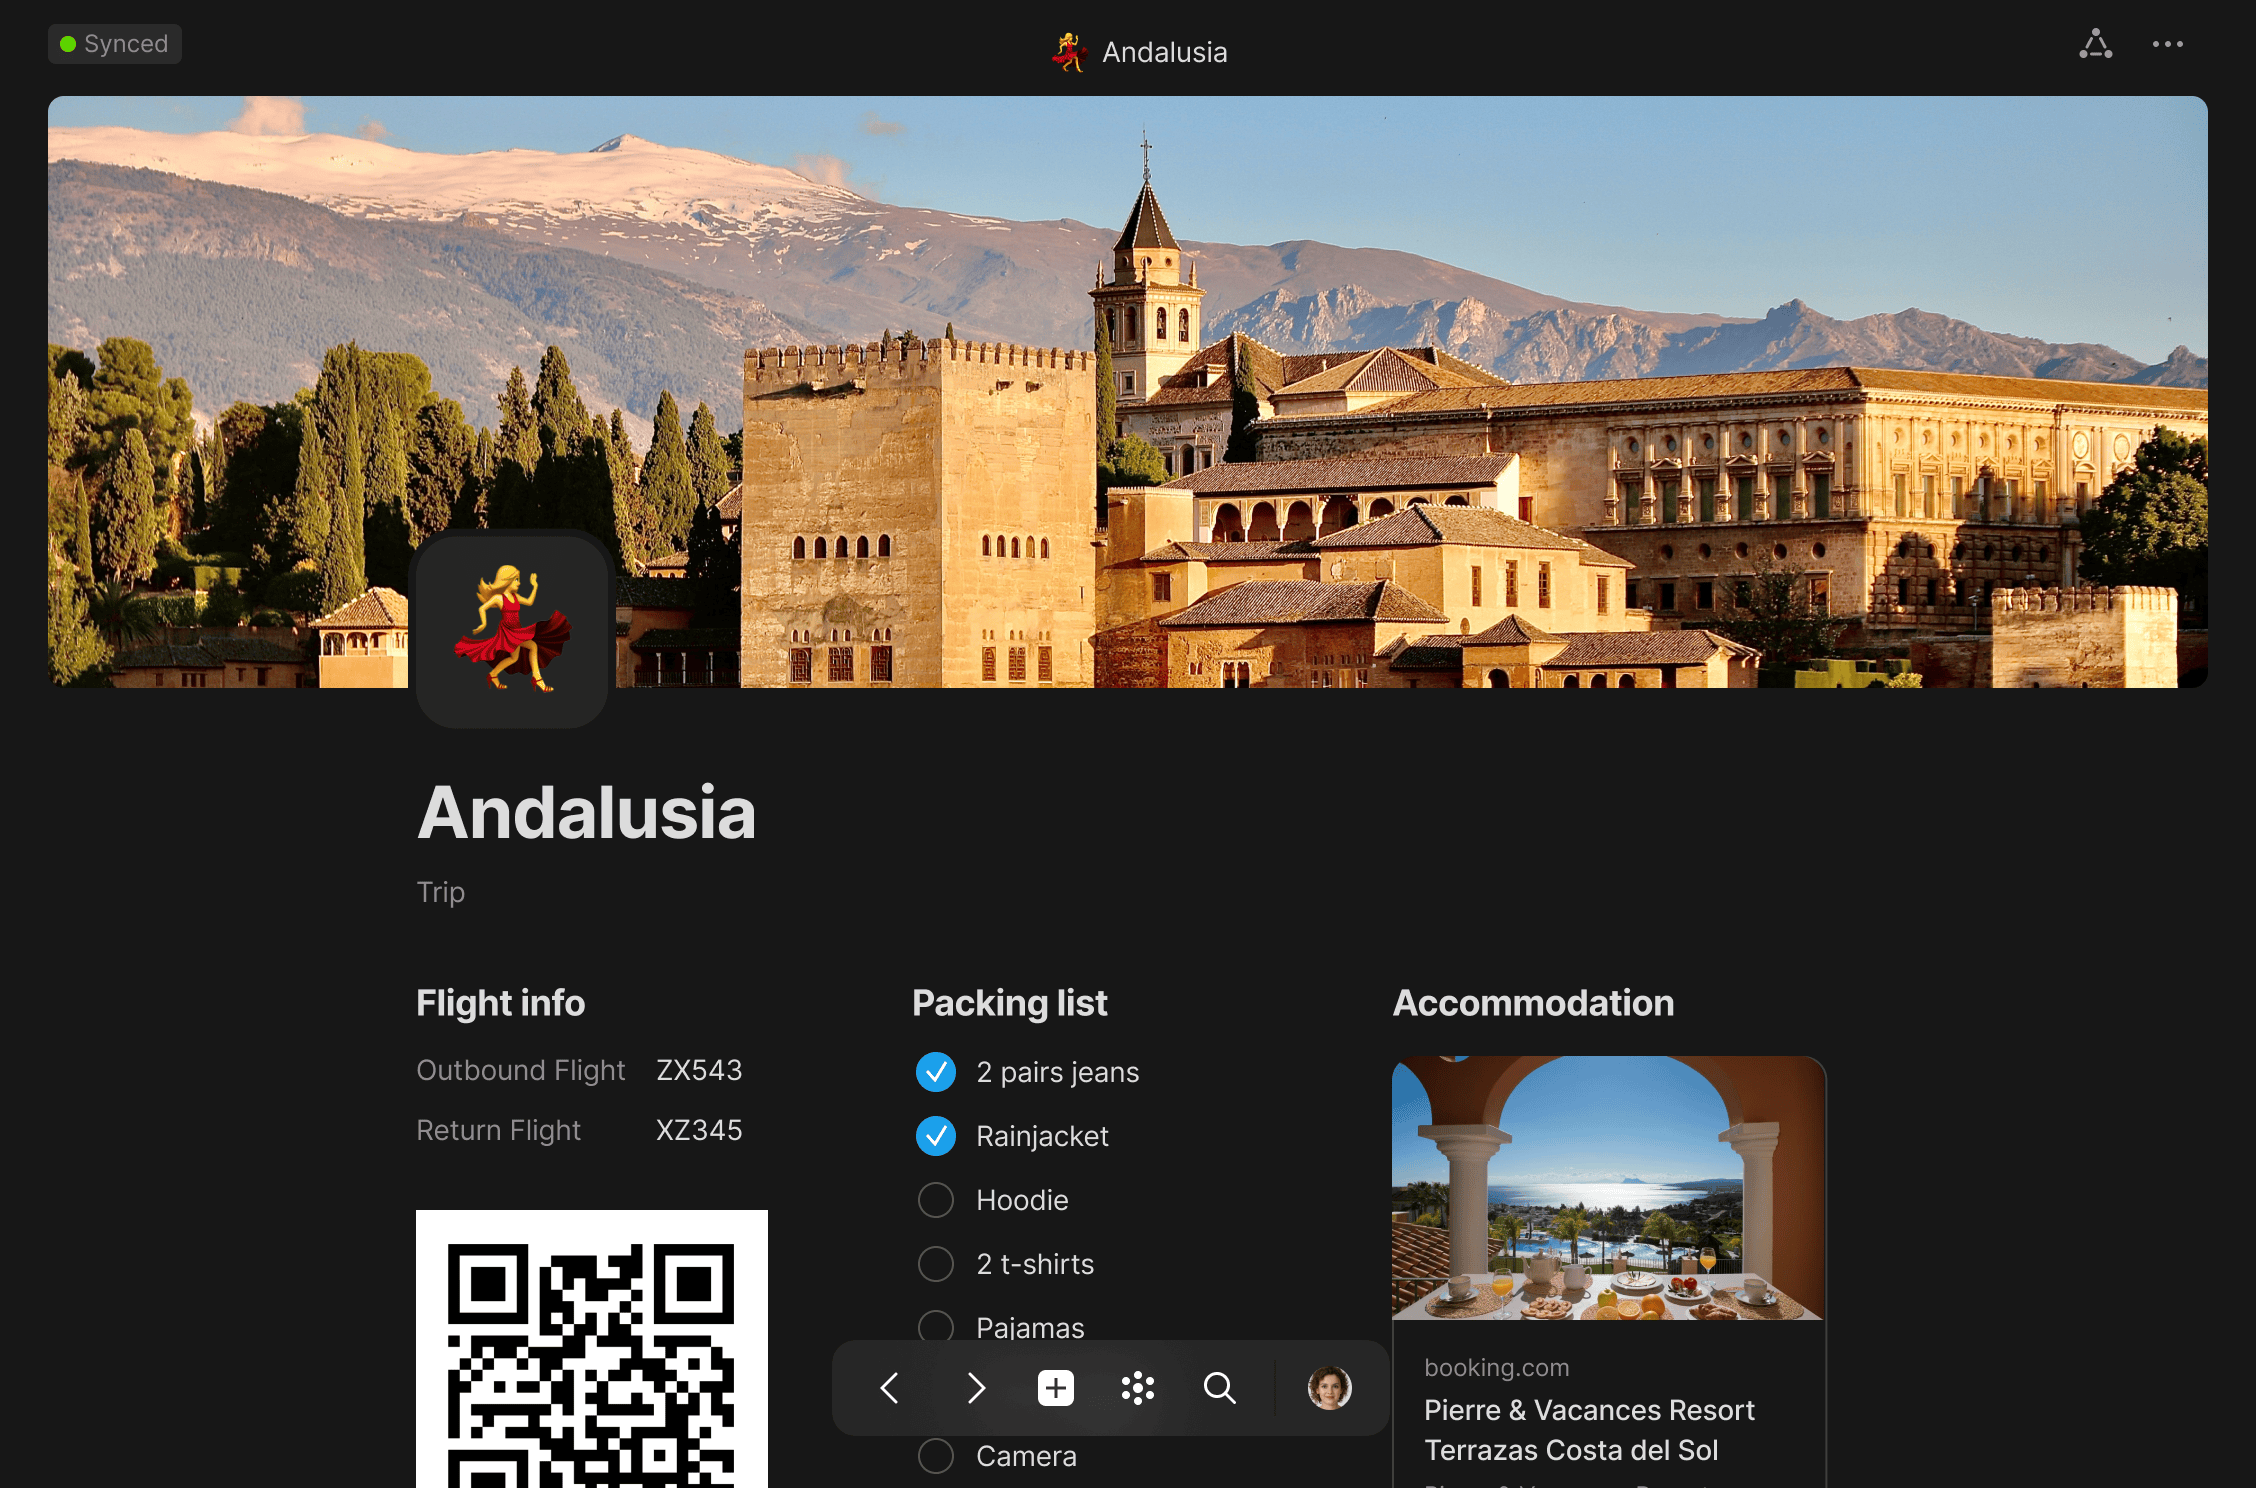 Synced
Andalusia
Andalusia
Trip
Flight info
Outbound Flight ZX543
Return Flight XZ345
Packing list
2 pairs jeans
Rainjacket
Hoodie
2 t-shirts
Pajamas
Camera
Accommodation
booking.com
Pierre & Vacances Resort
Terrazas Costa del Sol